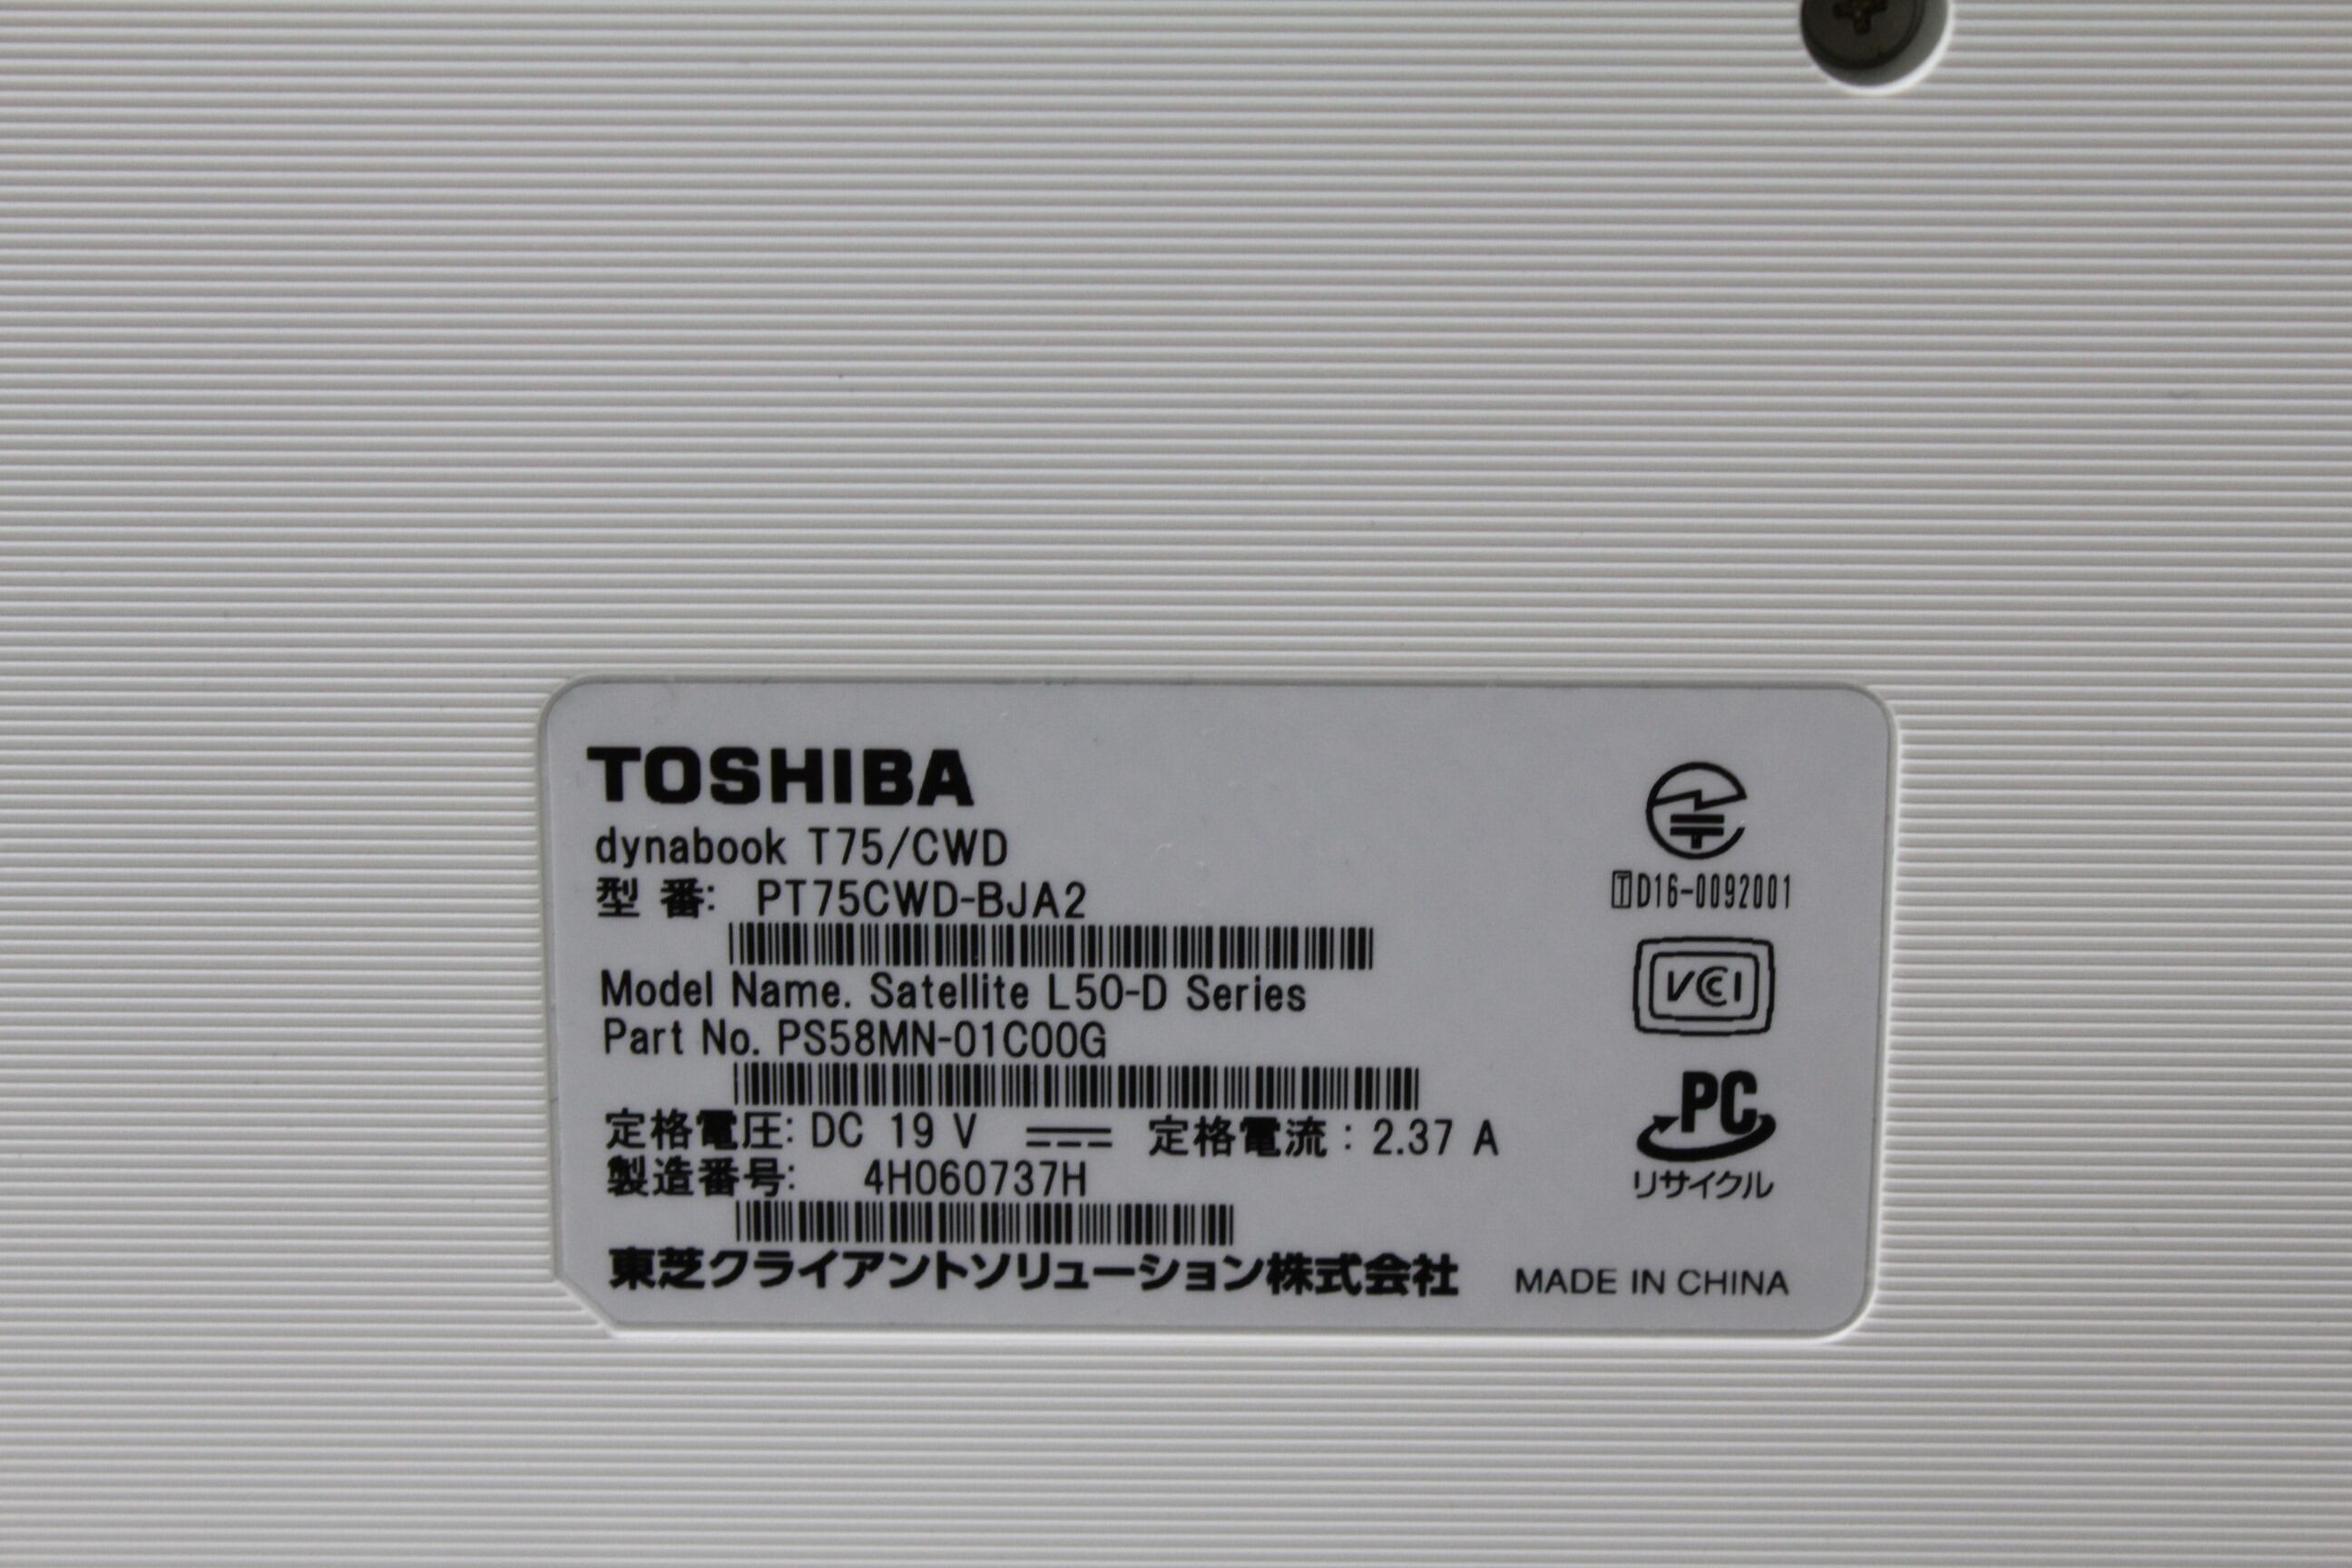 TOSHIBA
dynabook T75/CWD
型 番: PT75CWD-BJA2
Model Name. Satellite L50-D Series
Part No. PS58MN-01C00G
定格電圧: DC 19 V 定格電流: 2.37 A
製造番号: 4H060737H
東芝クライアントソリューション株式会社
T D16-0092001
VCCI
PC
リサイクル
MADE IN CHINA